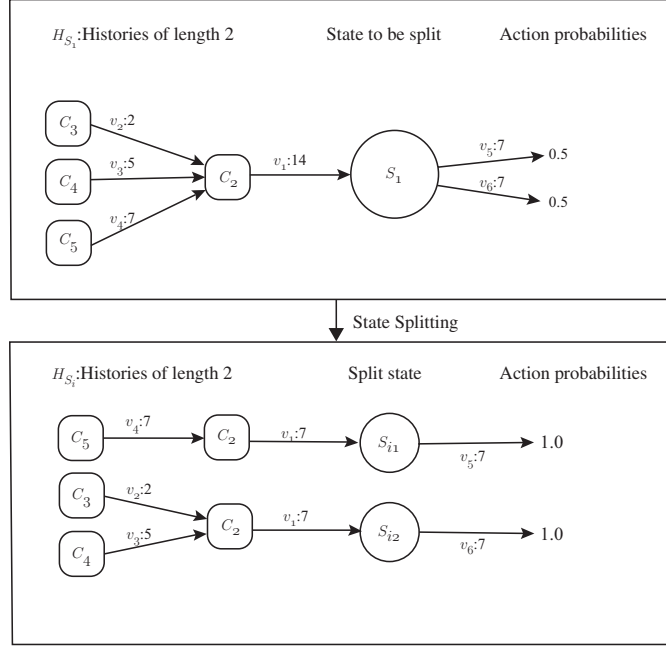 H_{S_1}:Histories of length 2 State to be split Action probabilities
C_3
v_2:2
C_4
v_3:5
C_5
v_4:7
C_2
v_1:14
S_1
v_5:7
0.5
v_6:7
0.5
State Splitting
H_{S_i}:Histories of length 2 Split state Action probabilities
C_5
v_4:7
C_2
v_1:7
S_{i1}
v_5:7
1.0
C_3
v_2:2
C_4
v_3:5
C_2
v_1:7
S_{i2}
v_6:7
1.0